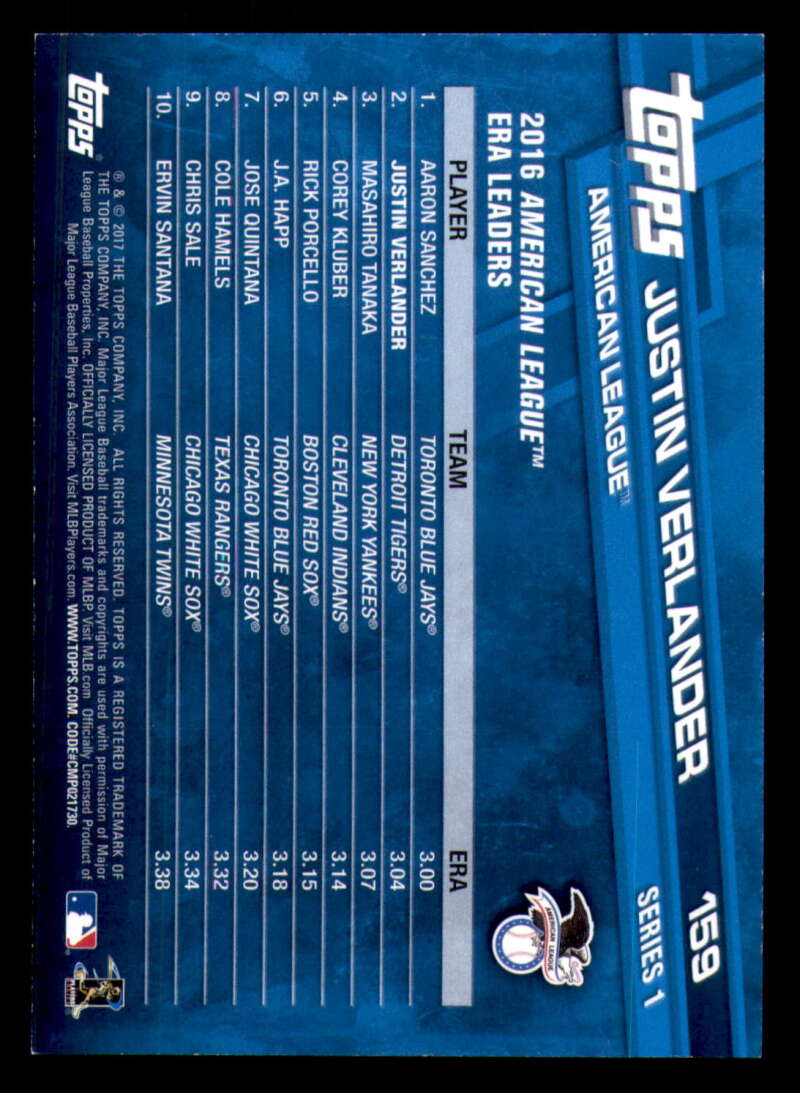 topps JUSTIN VERLANDER 159
AMERICAN LEAGUE™ SERIES 1
2016 AMERICAN LEAGUE™
ERA LEADERS
AMERICAN LEAGUE
PLAYER TEAM ERA
1. AARON SANCHEZ TORONTO BLUE JAYS® 3.00
2. JUSTIN VERLANDER DETROIT TIGERS® 3.04
3. MASAHIRO TANAKA NEW YORK YANKEES® 3.07
4. COREY KLUBER CLEVELAND INDIANS® 3.14
5. RICK PORCELLO BOSTON RED SOX® 3.15
6. J.A. HAPP TORONTO BLUE JAYS® 3.18
7. JOSE QUINTANA CHICAGO WHITE SOX® 3.20
8. COLE HAMELS TEXAS RANGERS® 3.32
9. CHRIS SALE CHICAGO WHITE SOX® 3.34
10. ERVIN SANTANA MINNESOTA TWINS® 3.38
topps®
® & © 2017 THE TOPPS COMPANY, INC. ALL RIGHTS RESERVED. TOPPS IS A REGISTERED TRADEMARK OF
THE TOPPS COMPANY, INC. Major League Baseball trademarks and copyrights are used with permission of Major
League Baseball Properties, Inc. OFFICIALLY LICENSED PRODUCT OF MLBP. Visit MLB.com Officially Licensed Product of
Major League Baseball Players Association. Visit MLBPlayers.com. WWW.TOPPS.COM. CODE#CMP021730.